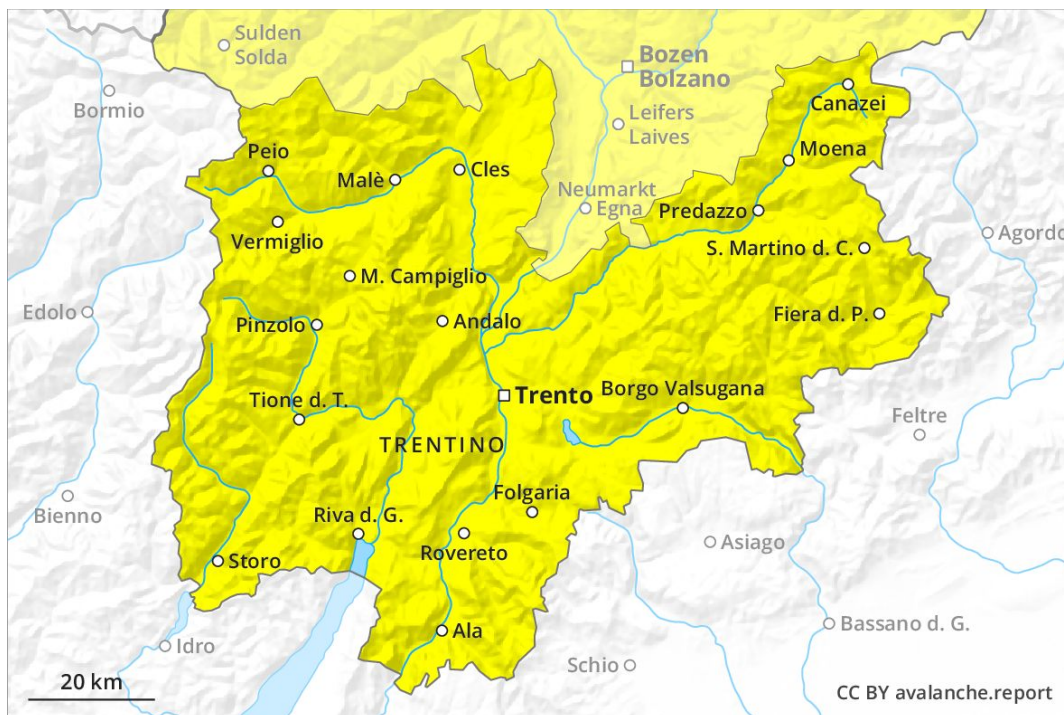 Sulden
Solda
Bozen
Bolzano
Canazei
Bormio
Leifers
Laives
Moena
Peio
Malè
Cles
Neumarkt
Egna
Predazzo
Vermiglio
S. Martino d. C.
Agordo
M. Campiglio
Edolo
Pinzolo
Andalo
Fiera d. P.
Trento
Borgo Valsugana
Tione d. T.
Feltre
TRENTINO
Bienno
Folgaria
Riva d. G.
Asiago
Rovereto
Storo
Bassano d. G.
Ala
Idro
Schio
20 km
CC BY avalanche.report